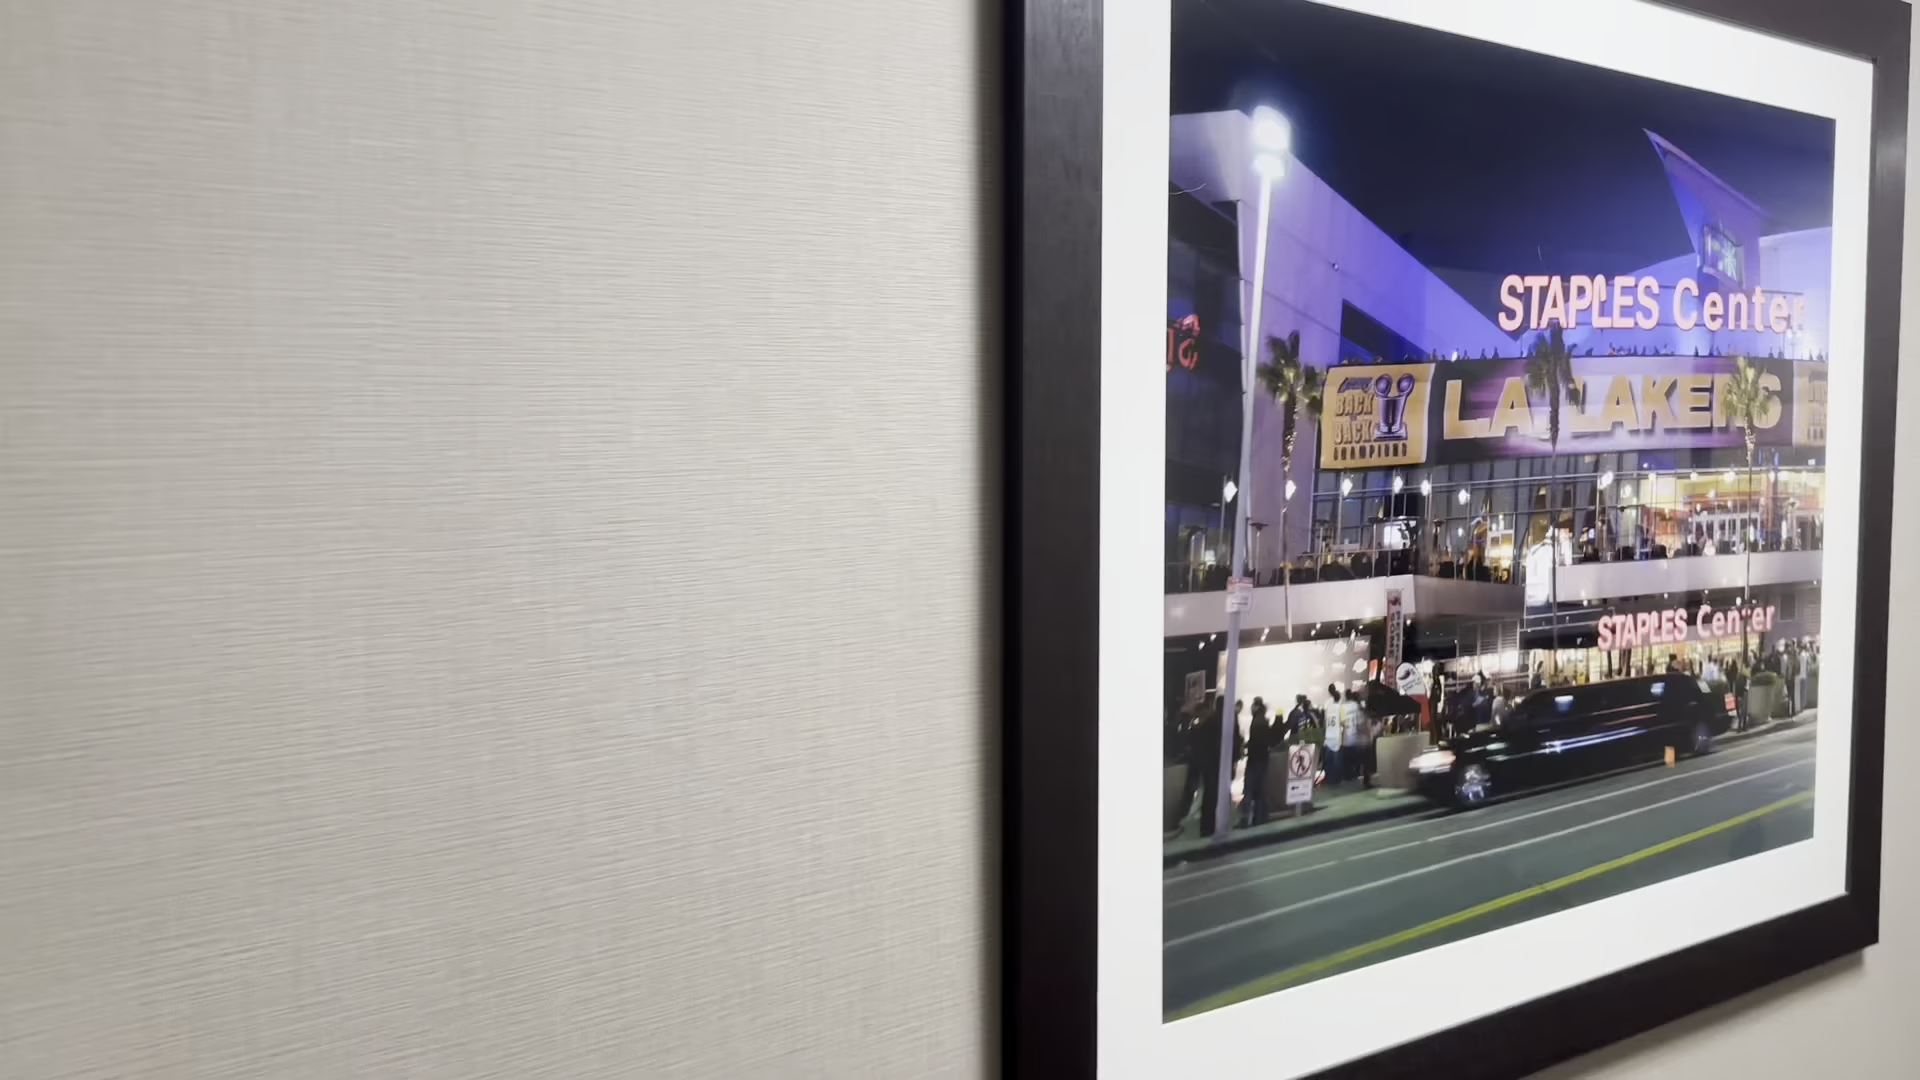 STAPLES Center
BACK
TO
BACK
CHAMPIONS
L.A. LAKERS
STAPLES Center